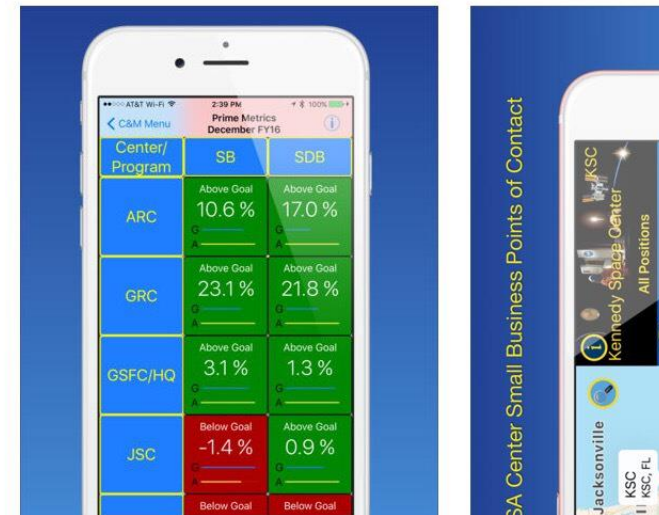 AT&T Wi-Fi
2:39 PM
100%
C&M Menu
Prime Metrics
December FY16
i
Center/
Program
SB
SDB
ARC
Above Goal
10.6 %
G
A
Above Goal
17.0 %
G
A
GRC
Above Goal
23.1 %
G
A
Above Goal
21.8 %
G
A
GSFC/HQ
Above Goal
3.1 %
G
A
Above Goal
1.3 %
G
A
JSC
Below Goal
-1.4 %
G
A
Above Goal
0.9 %
G
A
Below Goal
Below Goal
SA Center Small Business Points of Contact
KSC
Kennedy Space Center
All Positions
i
Jacksonville
KSC
KSC, FL